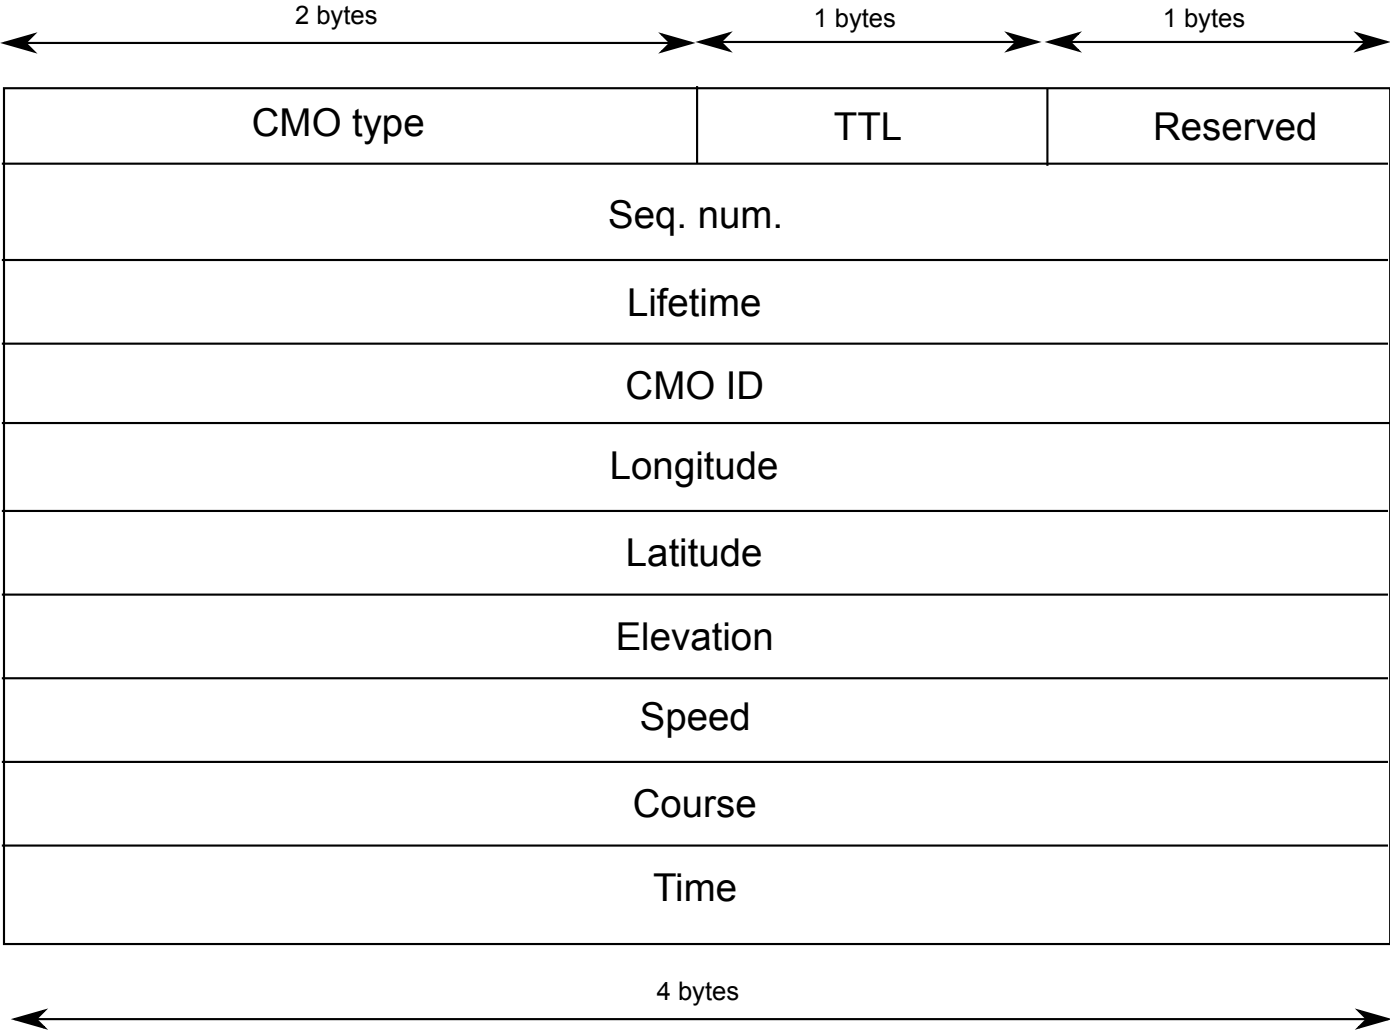 2 bytes
1 bytes
1 bytes
CMO type
TTL
Reserved
Seq. num.
Lifetime
CMO ID
Longitude
Latitude
Elevation
Speed
Course
Time
4 bytes